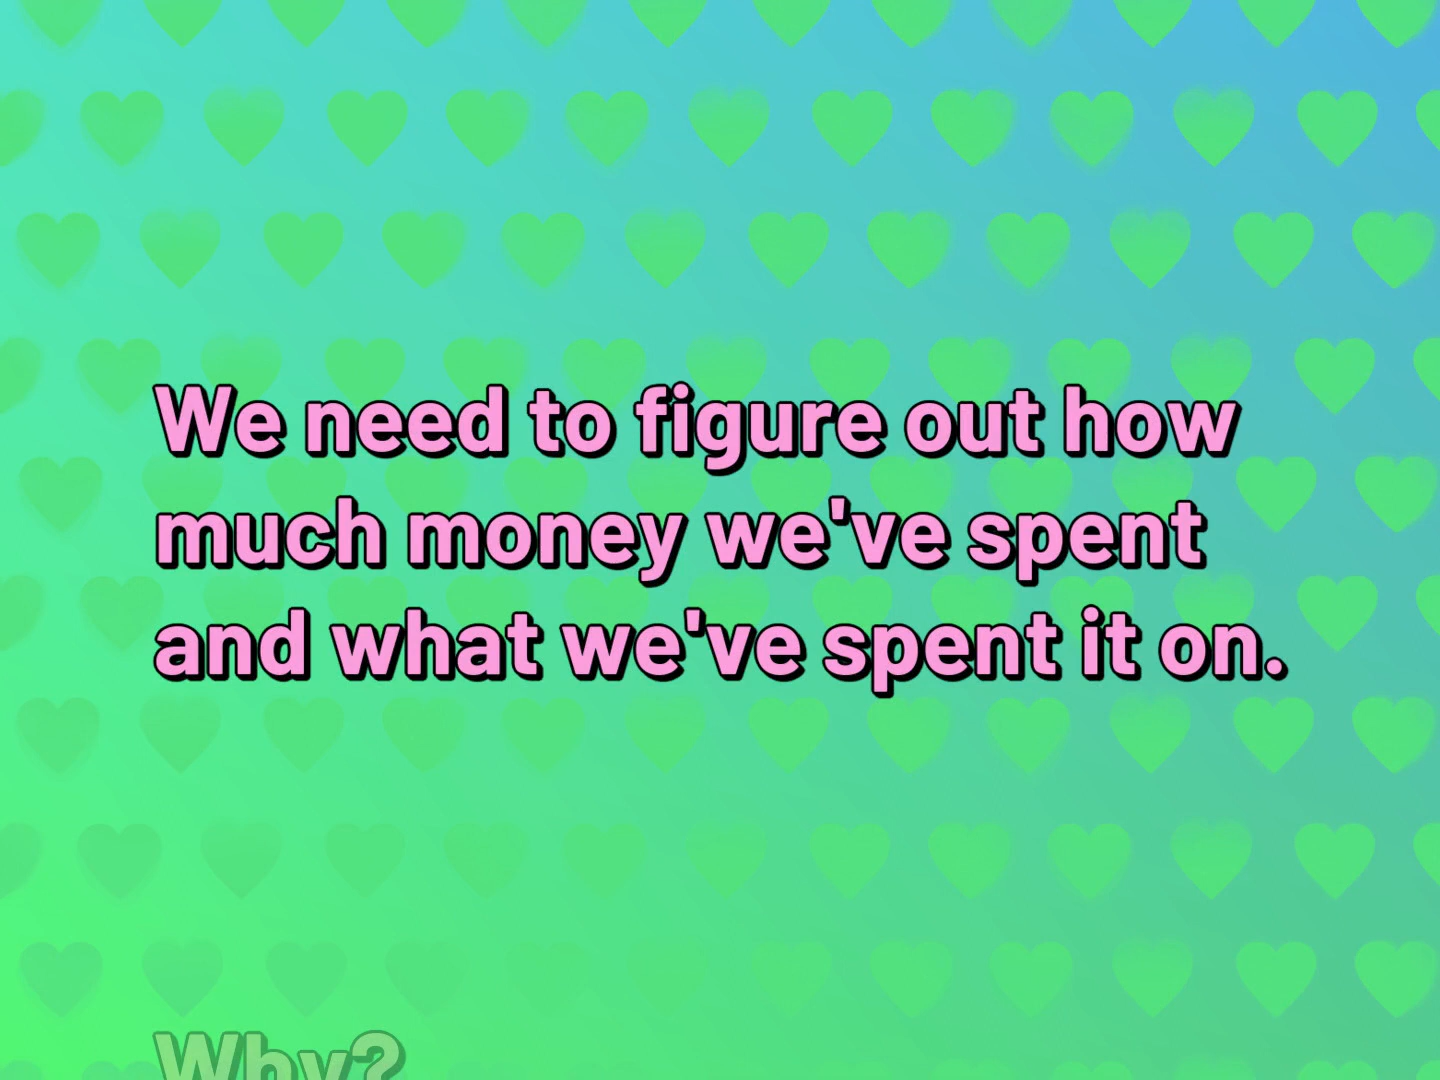 We need to figure out how
much money we've spent
and what we've spent it on.
Why?